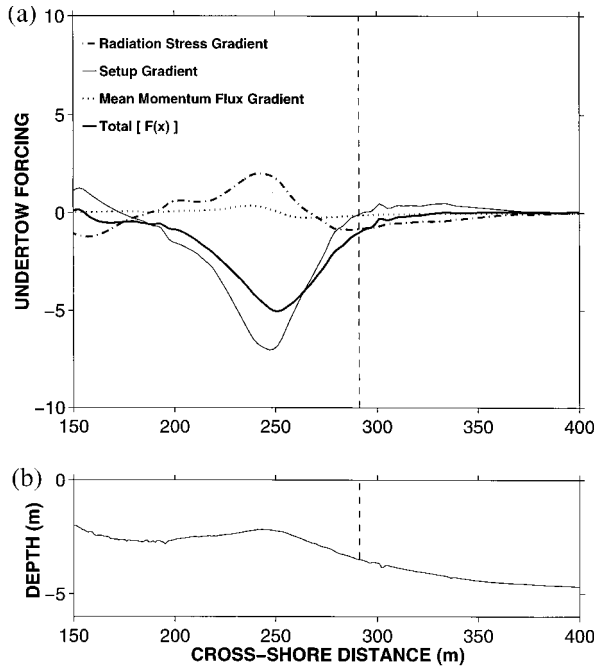 (a)
10
5
0
−5
−10
UNDERTOW FORCING
Radiation Stress Gradient
Setup Gradient
Mean Momentum Flux Gradient
Total [ F(x) ]
150
200
250
300
350
400
(b)
0
−5
DEPTH (m)
150
200
250
300
350
400
CROSS−SHORE DISTANCE (m)